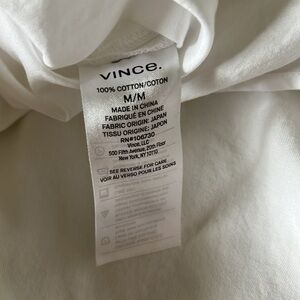 VINCE.
100% COTTON/COTON
M/M
MADE IN CHINA
FABRIQUÉ EN CHINE
FABRIC ORIGIN: JAPAN
TISSU ORIGINE: JAPON
RN#106730
Vince, LLC
500 Fifth Avenue, 20th Floor
New York, NY 10110
SEE REVERSE FOR CARE
VOIR AU VERSO POUR LES SOINS